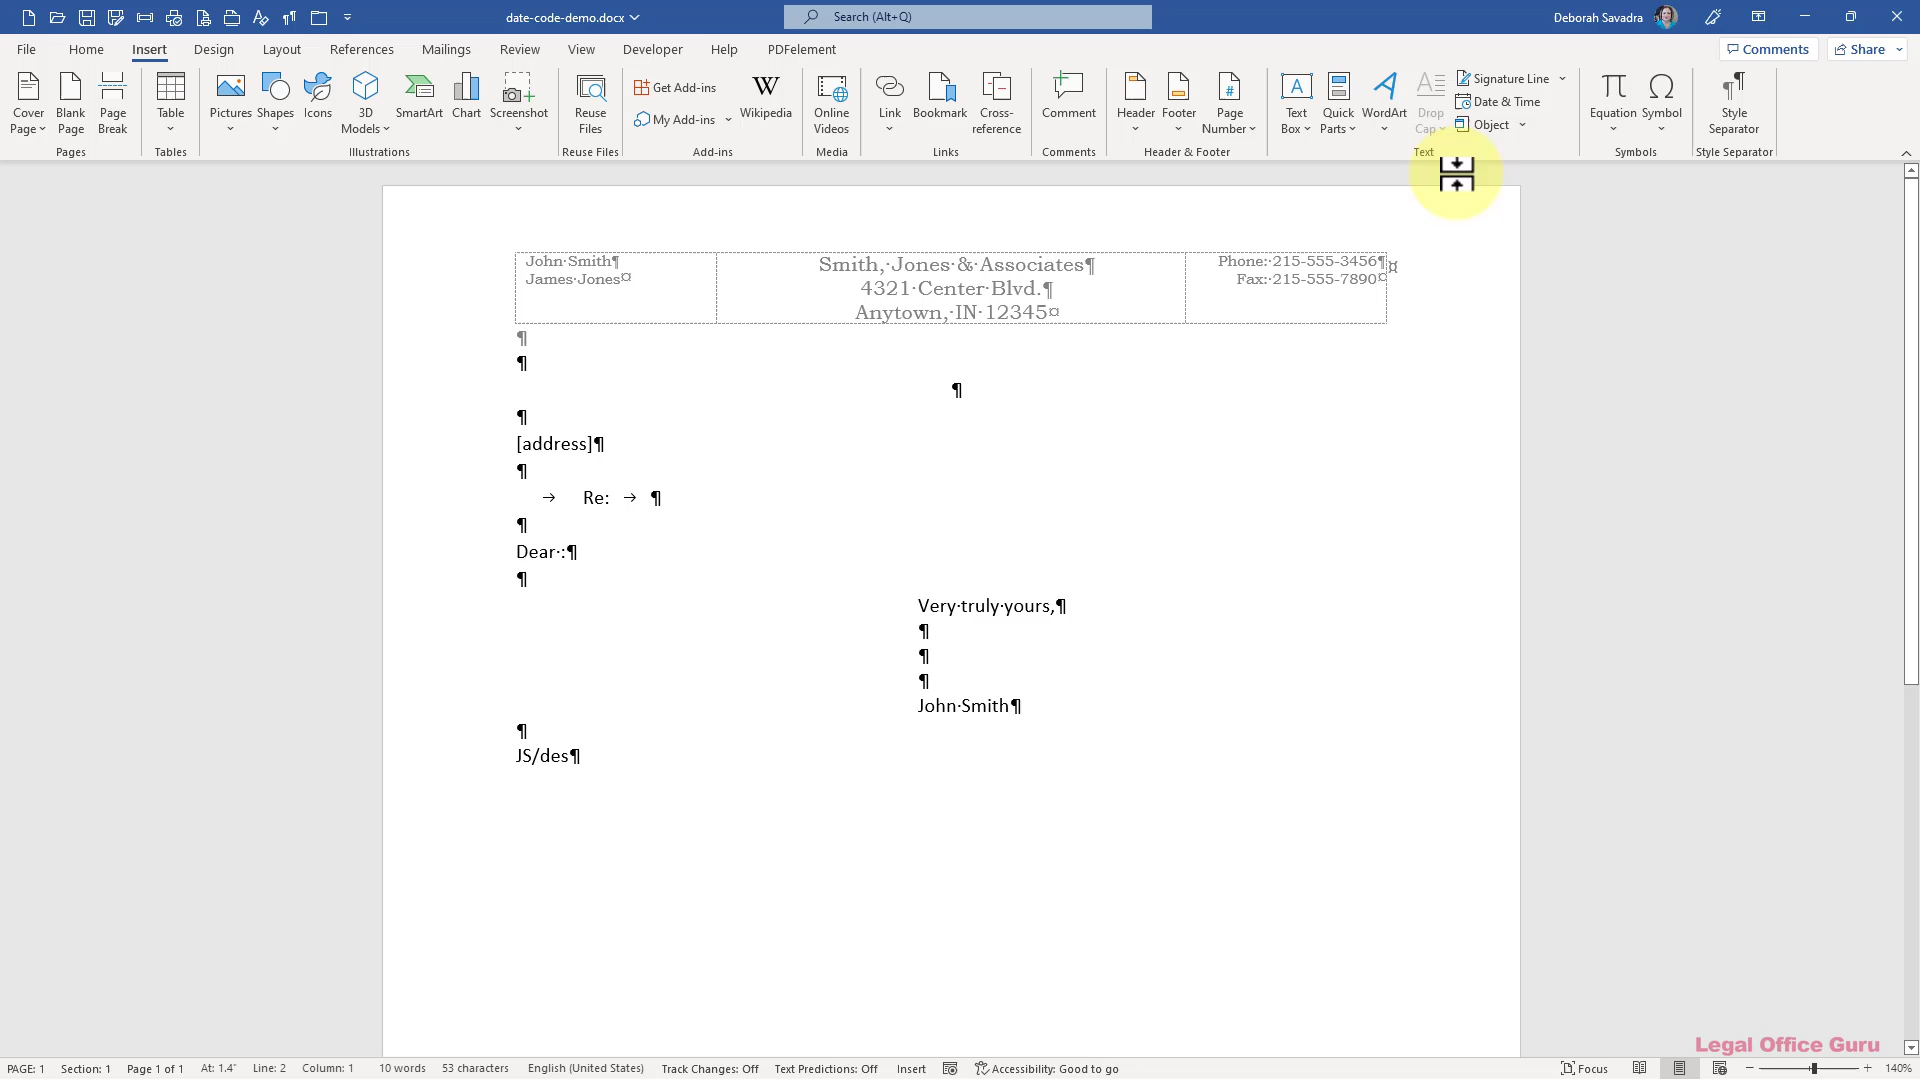 date-code-demo.docx
Search (Alt+Q)
Deborah Savadra
File Home Insert Design Layout References Mailings Review View Developer Help PDFelement
Comments Share
Cover Page
Blank Page
Page Break
Pages
Table
Tables
Pictures
Shapes
Icons
3D Models
SmartArt
Chart
Screenshot
Illustrations
Reuse Files
Reuse Files
Get Add-ins
My Add-ins
W
Wikipedia
Add-ins
Online Videos
Media
Link
Bookmark
Cross-reference
Links
Comment
Comments
Header
Footer
Page Number
Header & Footer
Text Box
Quick Parts
WordArt
Drop Cap
Signature Line
Date & Time
Object
Text
Equation
Symbol
Symbols
Style Separator
Style Separator
John·Smith¶
James·Jones¤
Smith,·Jones·&·Associates¶
4321·Center·Blvd.¶
Anytown,·IN·12345¤
Phone:·215-555-3456¶
Fax:·215-555-7890¤
¤
¶
¶
¶
¶
[address]¶
¶
→ Re: → ¶
¶
Dear·:¶
¶
Very·truly·yours,¶
¶
¶
¶
John·Smith¶
¶
JS/des¶
Legal Office Guru
PAGE: 1 Section: 1 Page 1 of 1 At: 1.4" Line: 2 Column: 1 10 words 53 characters English (United States) Track Changes: Off Text Predictions: Off Insert Accessibility: Good to go Focus 140%